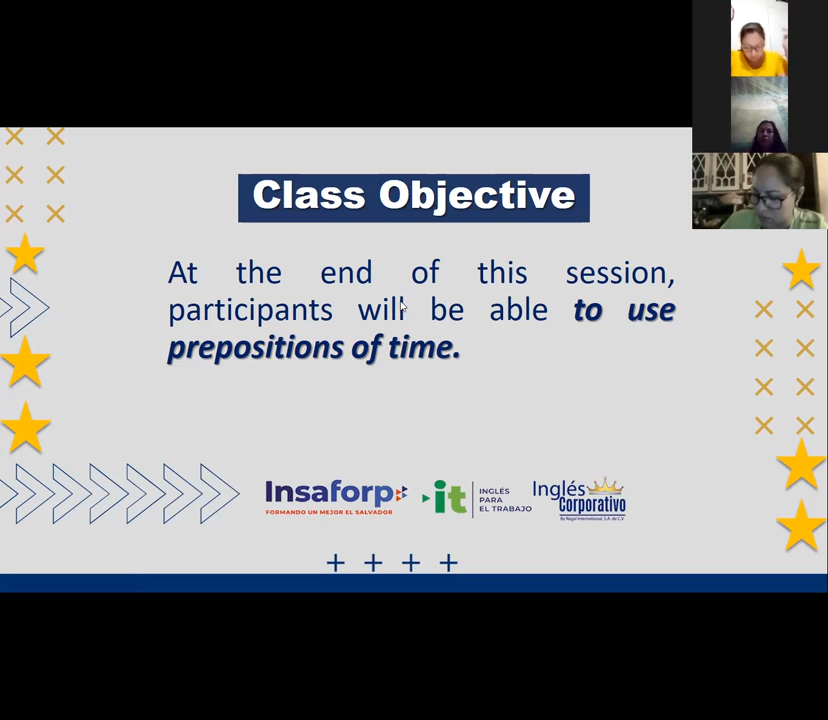 Class Objective
At the end of this session,
participants will be able to use
prepositions of time.
Insaforp
FORMANDO UN MEJOR EL SALVADOR
it
INGLÉS
PARA
EL TRABAJO
Inglés
Corporativo
By Regal International, S.A. de C.V.